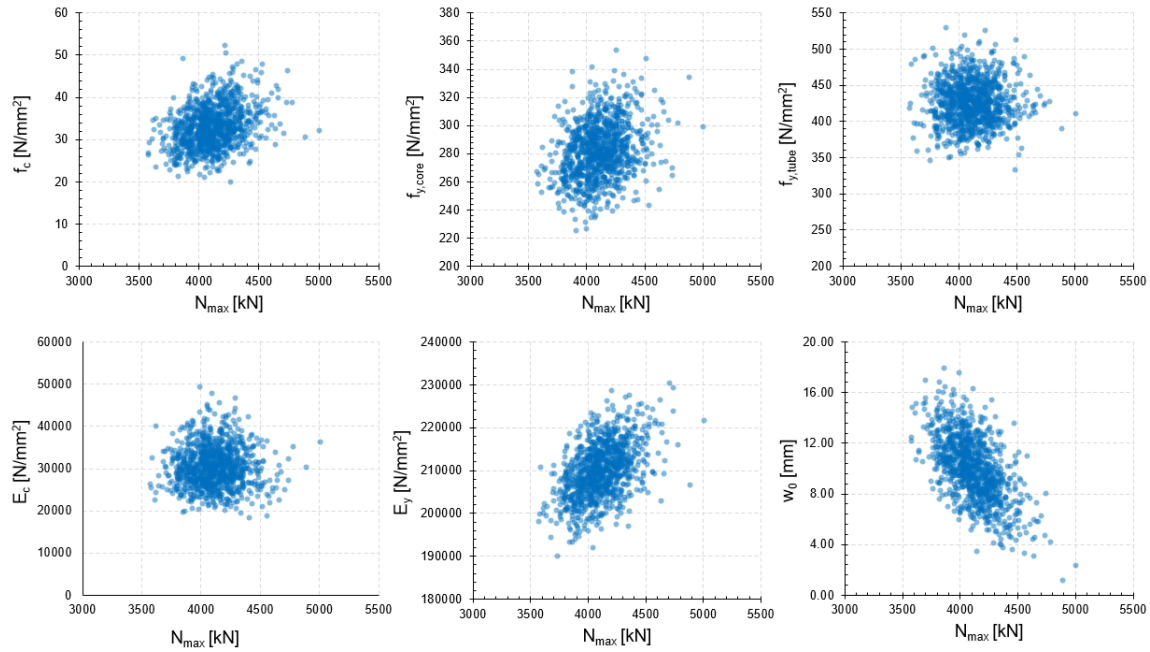 60
50
40
30
20
10
0
f_c [N/mm²]
3000 3500 4000 4500 5000 5500
N_max [kN]
360
340
320
300
280
260
240
220
200
f_y,core [N/mm²]
3000 3500 4000 4500 5000 5500
N_max [kN]
550
500
450
400
350
300
250
200
f_y,tube [N/mm²]
3000 3500 4000 4500 5000 5500
N_max [kN]
60000
50000
40000
30000
20000
10000
0
E_c [N/mm²]
3000 3500 4000 4500 5000 5500
N_max [kN]
240000
230000
220000
210000
200000
190000
180000
E_y [N/mm²]
3000 3500 4000 4500 5000 5500
N_max [kN]
20.00
16.00
12.00
8.00
4.00
0.00
w_0 [mm]
3000 3500 4000 4500 5000 5500
N_max [kN]